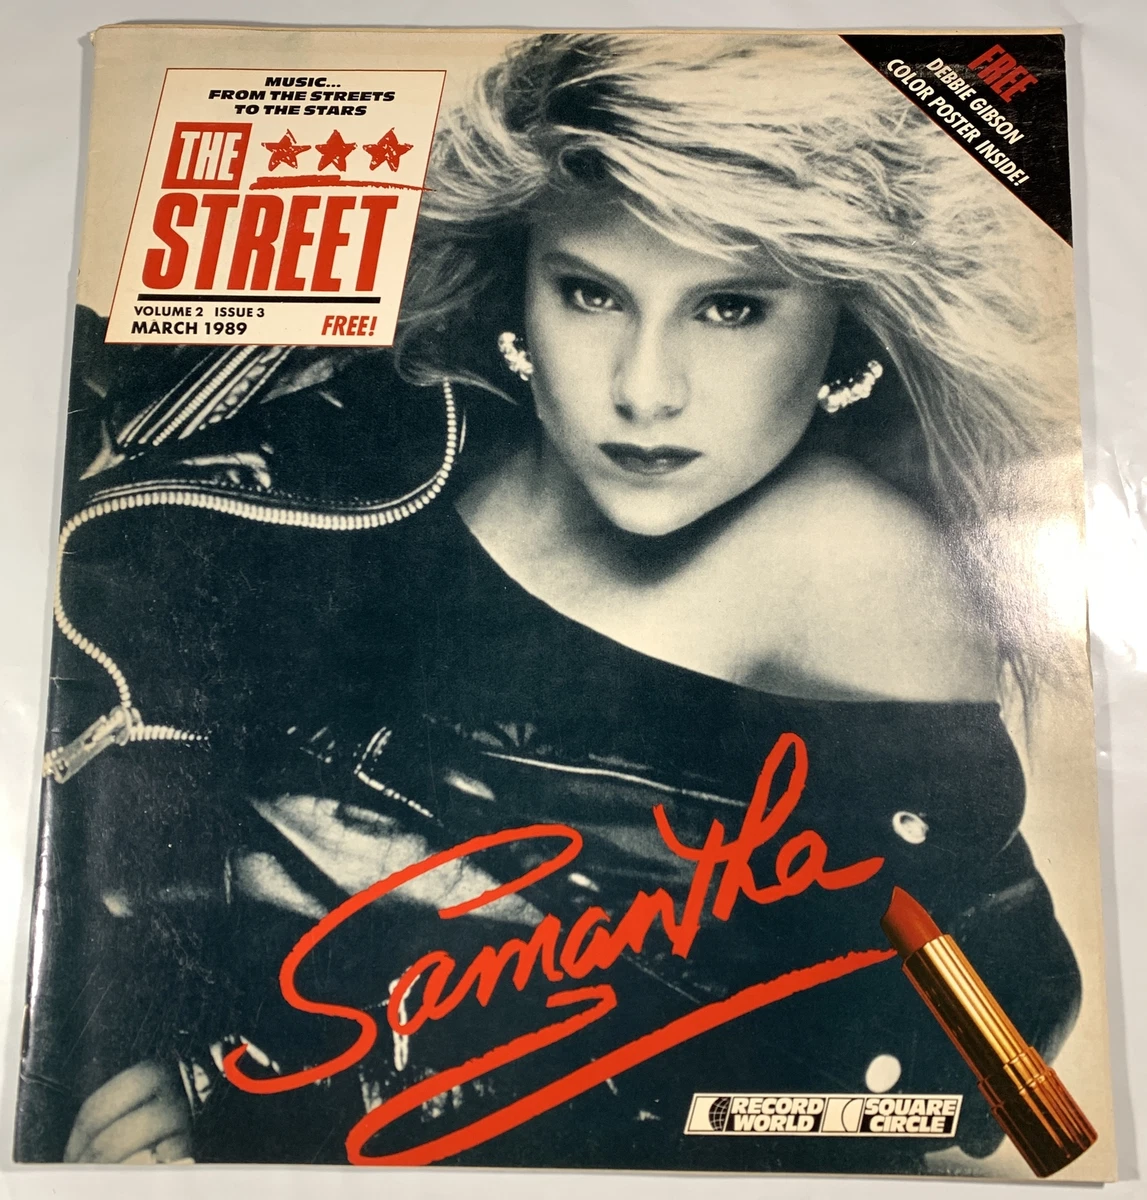 MUSIC...
FROM THE STREETS
TO THE STARS
THE
STREET
VOLUME 2 ISSUE 3
MARCH 1989 FREE!
FREE
DEBBIE GIBSON
COLOR POSTER INSIDE!
Samantha
RECORD
WORLD
SQUARE
CIRCLE